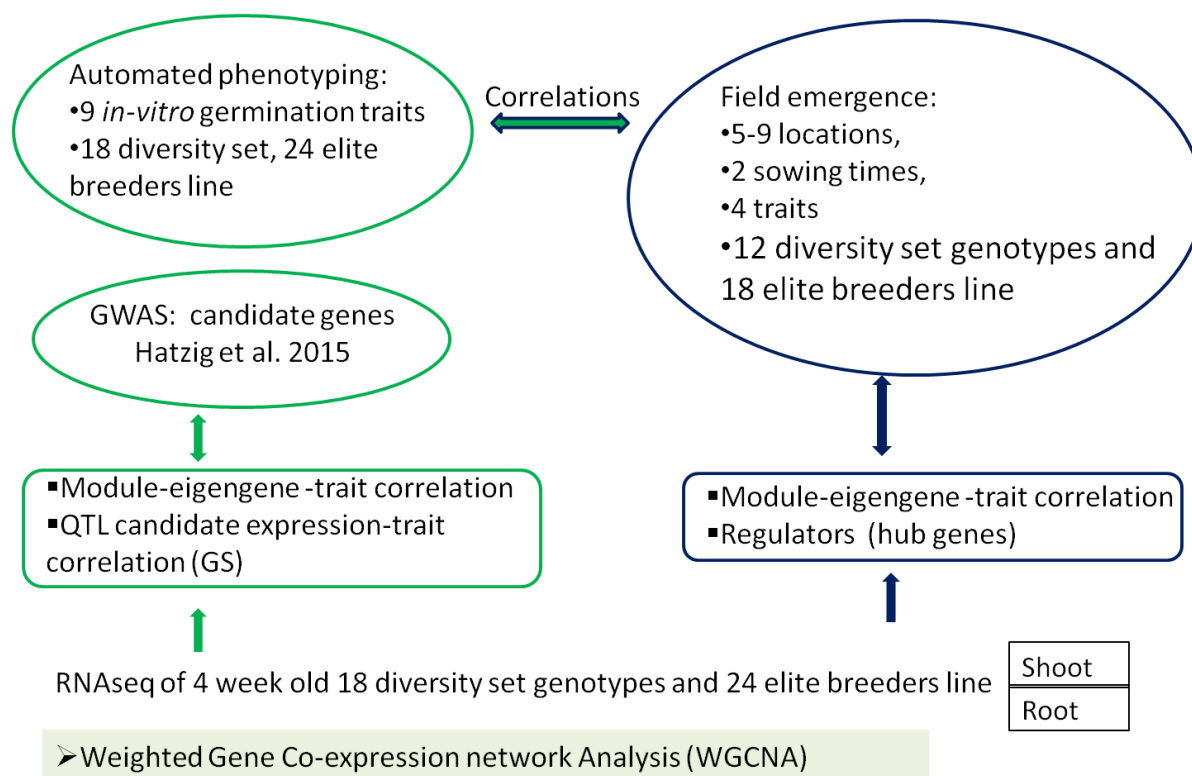 Automated phenotyping:
•9 in-vitro germination traits
•18 diversity set, 24 elite
breeders line
Correlations
Field emergence:
•5-9 locations,
•2 sowing times,
•4 traits
•12 diversity set genotypes and
18 elite breeders line
GWAS: candidate genes
Hatzig et al. 2015
▪Module-eigengene -trait correlation
▪QTL candidate expression-trait
correlation (GS)
▪Module-eigengene -trait correlation
▪Regulators (hub genes)
RNAseq of 4 week old 18 diversity set genotypes and 24 elite breeders line
Shoot
Root
➢Weighted Gene Co-expression network Analysis (WGCNA)